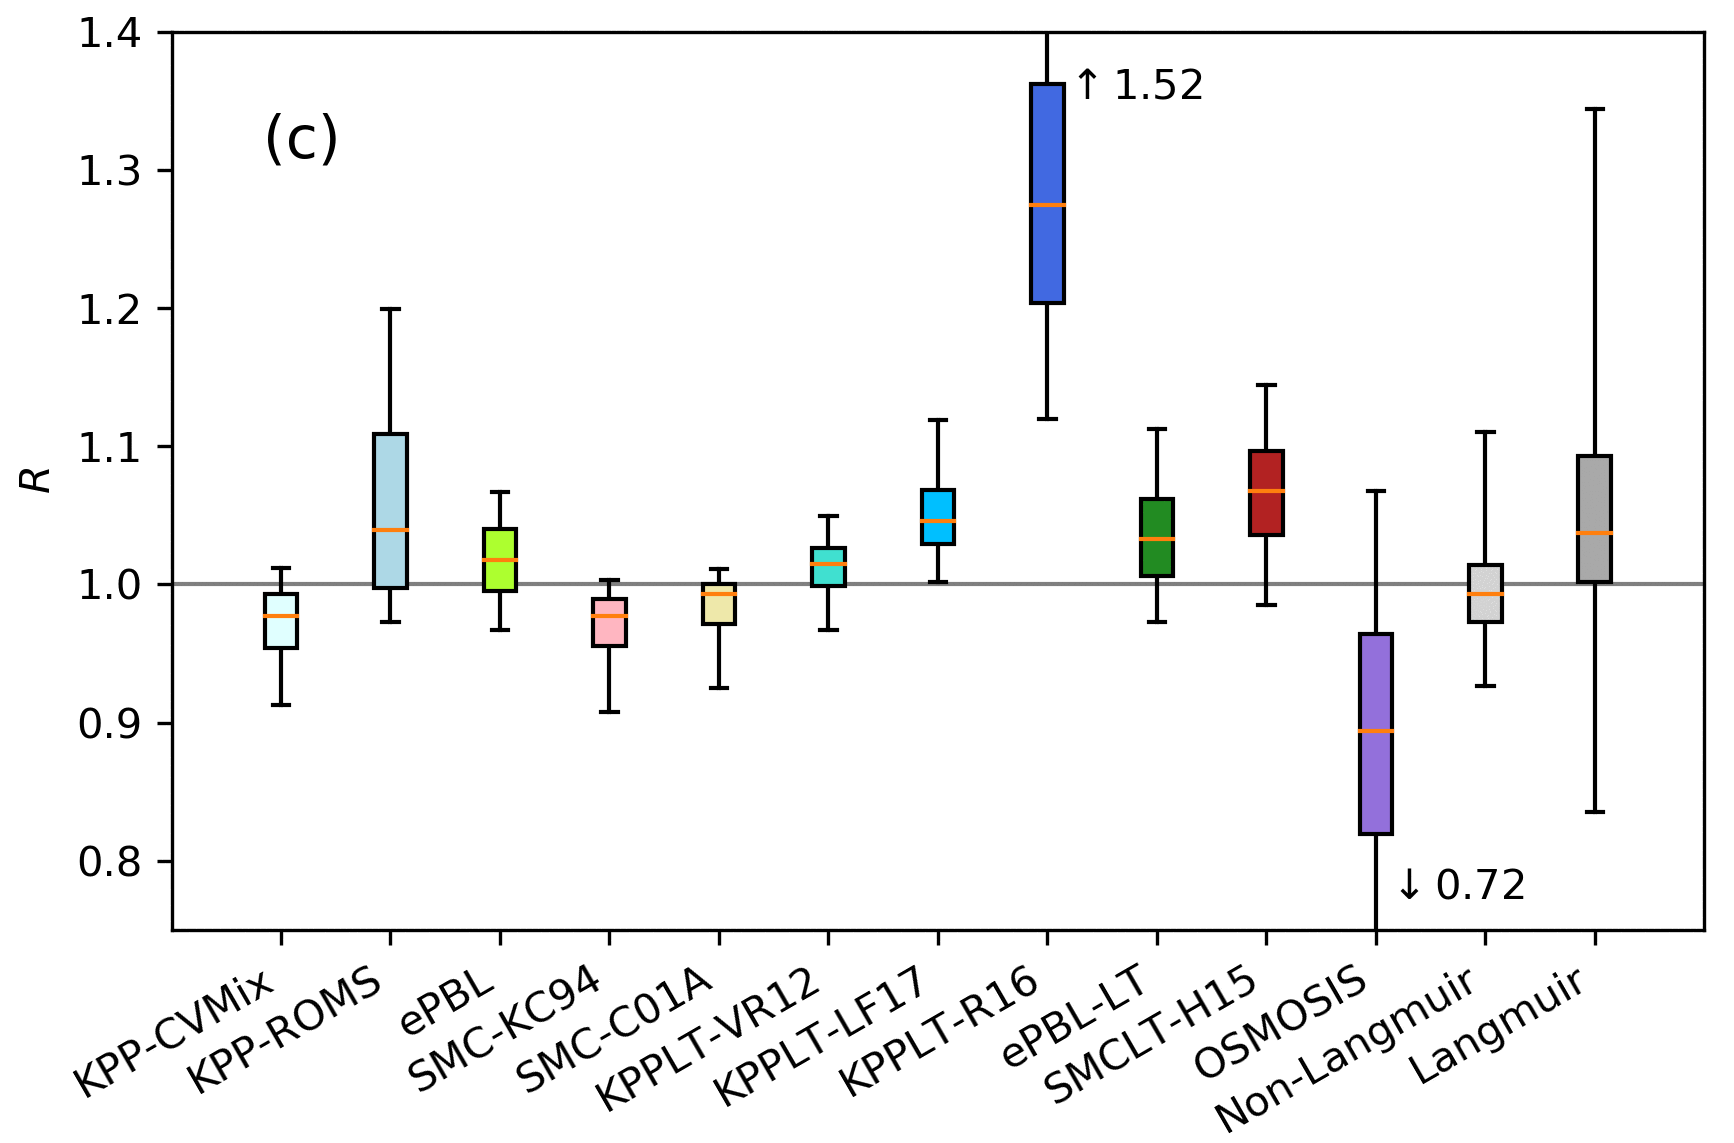 (c)
↑ 1.52
↓ 0.72
R
1.4
1.3
1.2
1.1
1.0
0.9
0.8
KPP-CVMix
KPP-ROMS
ePBL
SMC-KC94
SMC-C01A
KPPLT-VR12
KPPLT-LF17
KPPLT-R16
ePBL-LT
SMCLT-H15
OSMOSIS
Non-Langmuir
Langmuir